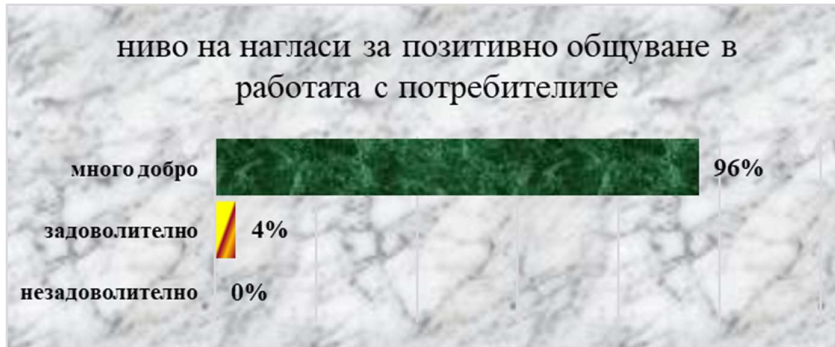 ниво на нагласи за позитивно общуване в
работата с потребителите
много добро 96%
задоволително 4%
незадоволително 0%